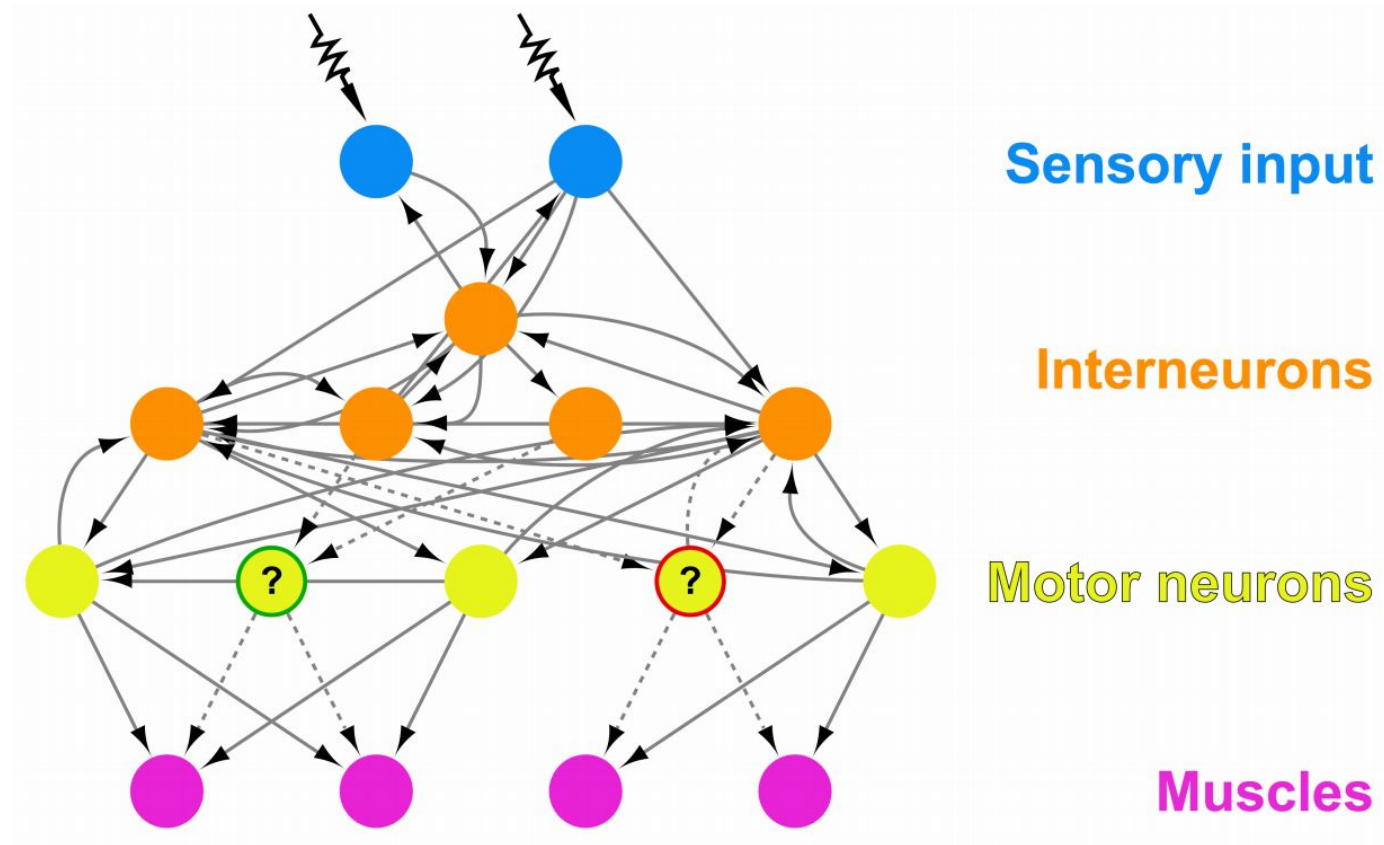 Sensory input
Interneurons
?
?
Motor neurons
Muscles